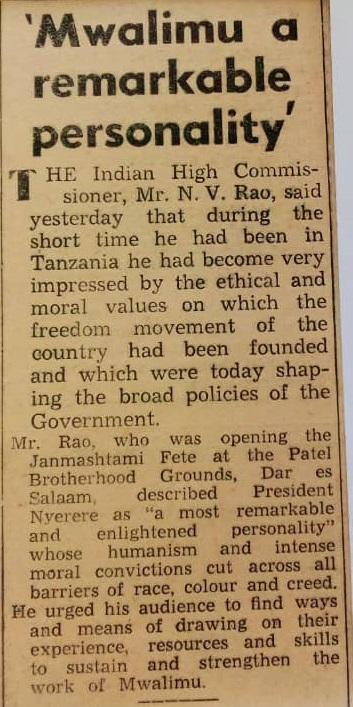 'Mwalimu a
remarkable
personality'
THE Indian High Commis-
sioner, Mr. N. V. Rao, said
yesterday that during the
short time he had been in
Tanzania he had become very
impressed by the ethical and
moral values on which the
freedom movement of the
country had been founded
and which were today shap-
ing the broad policies of the
Government.
Mr. Rao, who was opening the
Janmashtami Fete at the Patel
Brotherhood Grounds, Dar es
Salaam, described President
Nyerere as "a most remarkable
and enlightened personality"
whose humanism and intense
moral convictions cut across all
barriers of race, colour and creed.
He urged his audience to find ways
and means of drawing on their
experience, resources and skills
to sustain and strengthen the
work of Mwalimu.